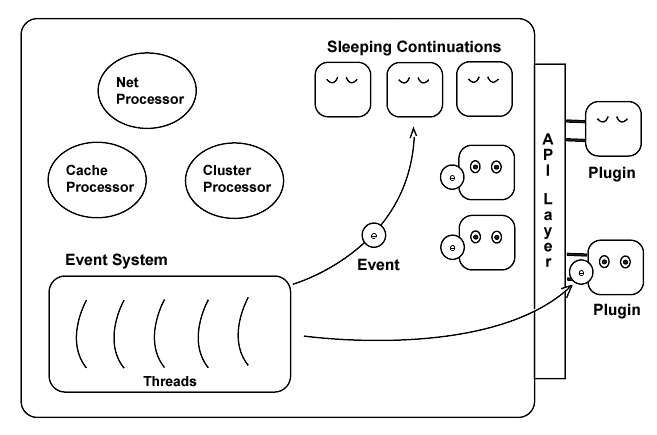 Sleeping Continuations
Net
Processor
Cache
Processor
Cluster
Processor
API Layer
Plugin
e
e
e
Event
e
Plugin
Event System
Threads